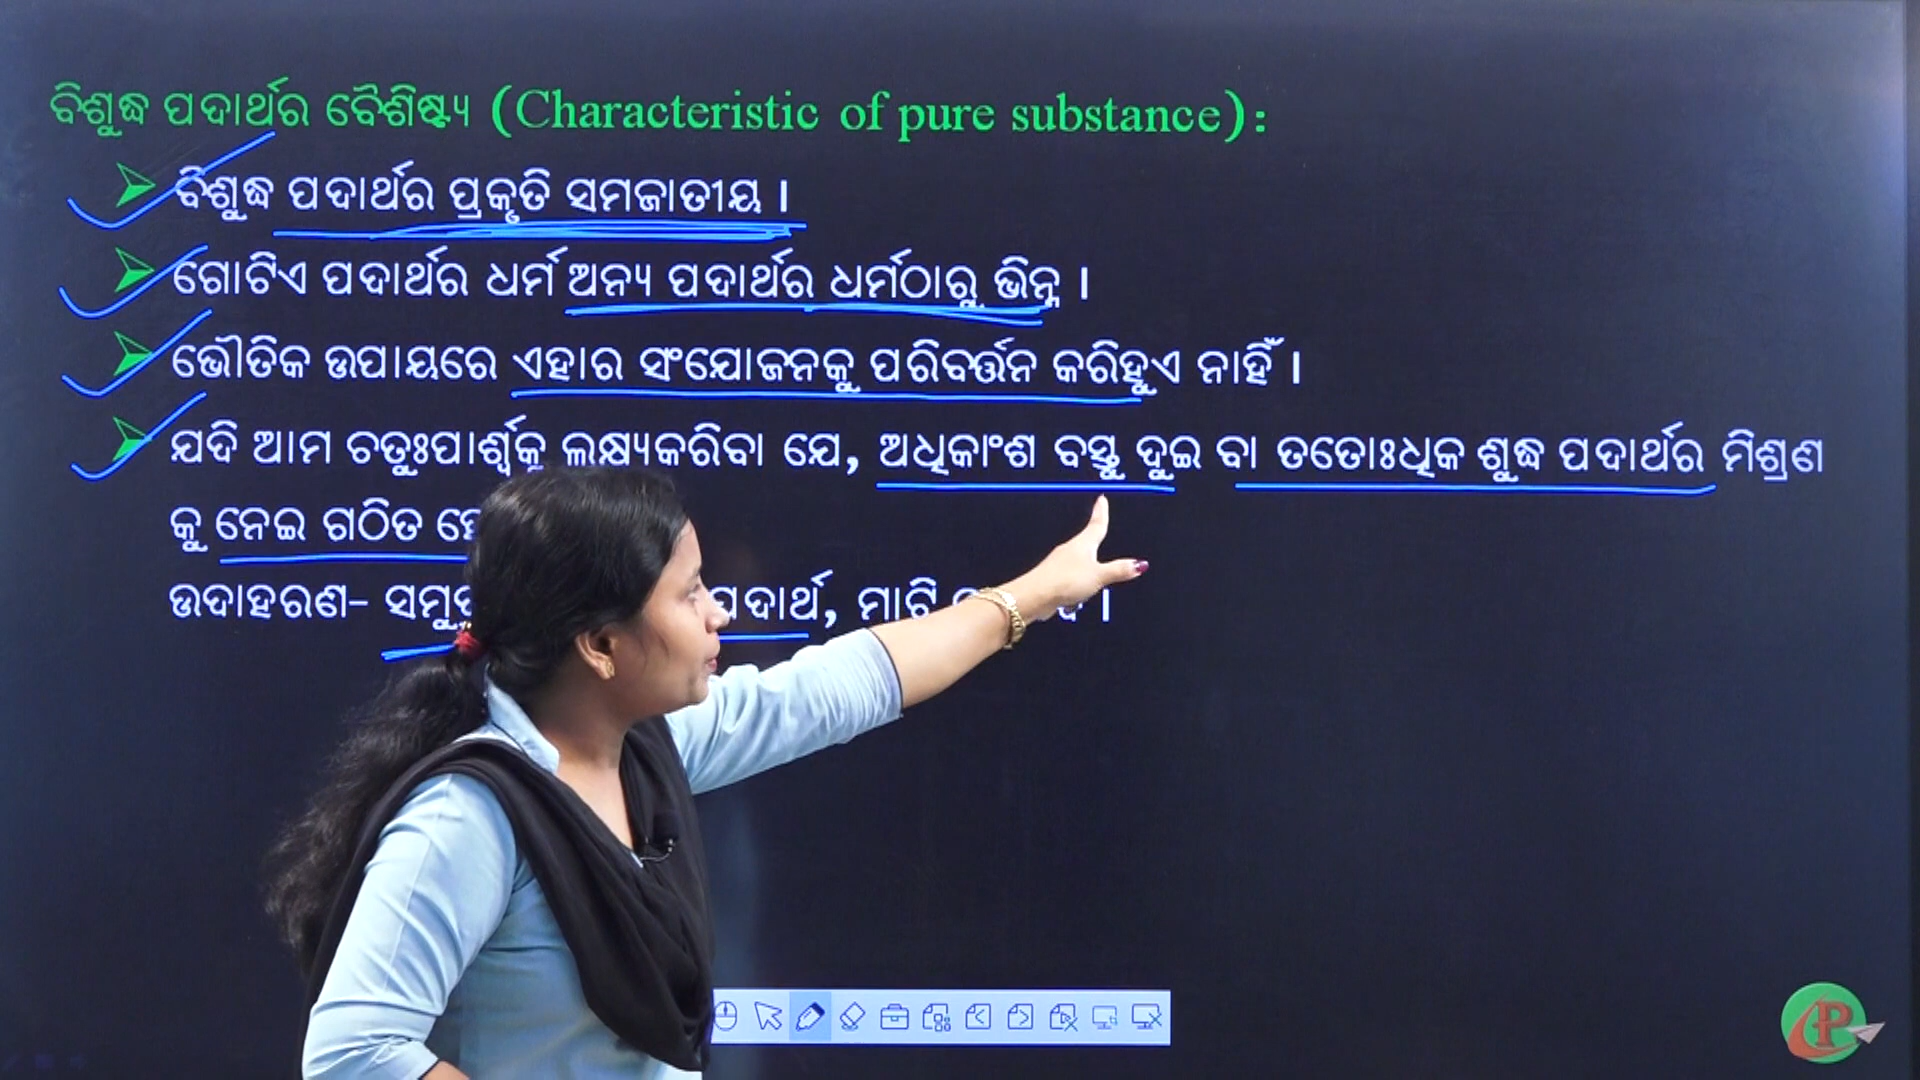 ବିଶୁଦ୍ଧ ପଦାର୍ଥର ବୈଶିଷ୍ଟ୍ୟ (Characteristic of pure substance):
ବିଶୁଦ୍ଧ ପଦାର୍ଥର ପ୍ରକୃତି ସମଜାତୀୟ ।
ଗୋଟିଏ ପଦାର୍ଥର ଧର୍ମ ଅନ୍ୟ ପଦାର୍ଥର ଧର୍ମଠାରୁ ଭିନ୍ନ ।
ଭୌତିକ ଉପାୟରେ ଏହାର ସଂଯୋଜନକୁ ପରିବର୍ତ୍ତନ କରିହୁଏ ନାହିଁ ।
ଯଦି ଆମ ଚତୁଃପାର୍ଶ୍ୱକୁ ଲକ୍ଷ୍ୟକରିବା ଯେ, ଅଧିକାଂଶ ବସ୍ତୁ ଦୁଇ ବା ତତୋଃଧିକ ଶୁଦ୍ଧ ପଦାର୍ଥର ମିଶ୍ରଣ
କୁ ନେଇ ଗଠିତ
ଉଦାହରଣ- ପଦାର୍ଥ, ମାଟି ।